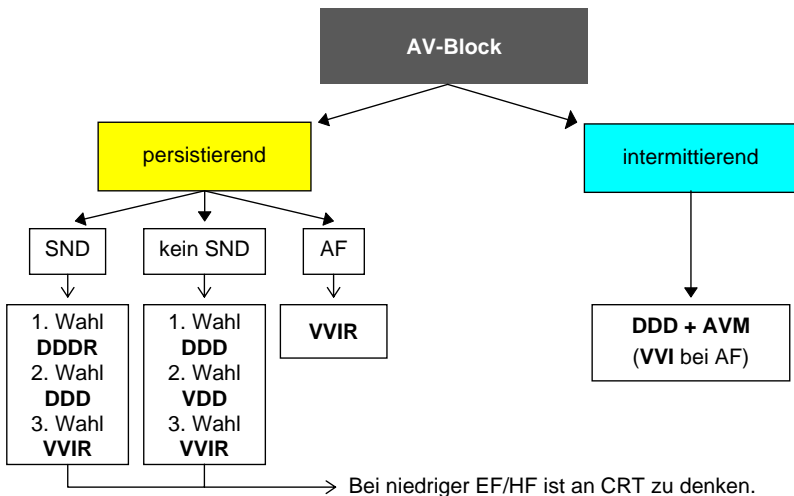 AV-Block
persistierend
intermittierend
SND
kein SND
AF
1. Wahl
DDDR
2. Wahl
DDD
3. Wahl
VVIR
1. Wahl
DDD
2. Wahl
VDD
3. Wahl
VVIR
VVIR
DDD + AVM
(VVI bei AF)
Bei niedriger EF/HF ist an CRT zu denken.